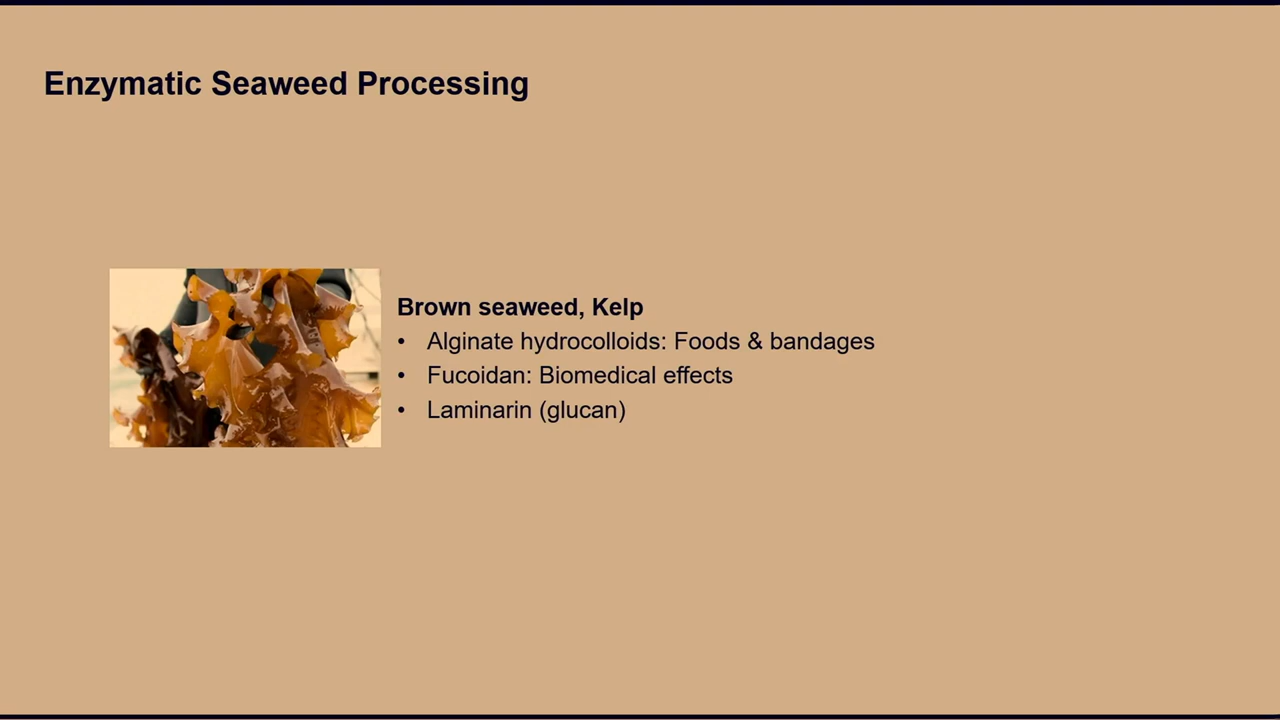 Enzymatic Seaweed Processing
Brown seaweed, Kelp
• Alginate hydrocolloids: Foods & bandages
• Fucoidan: Biomedical effects
• Laminarin (glucan)